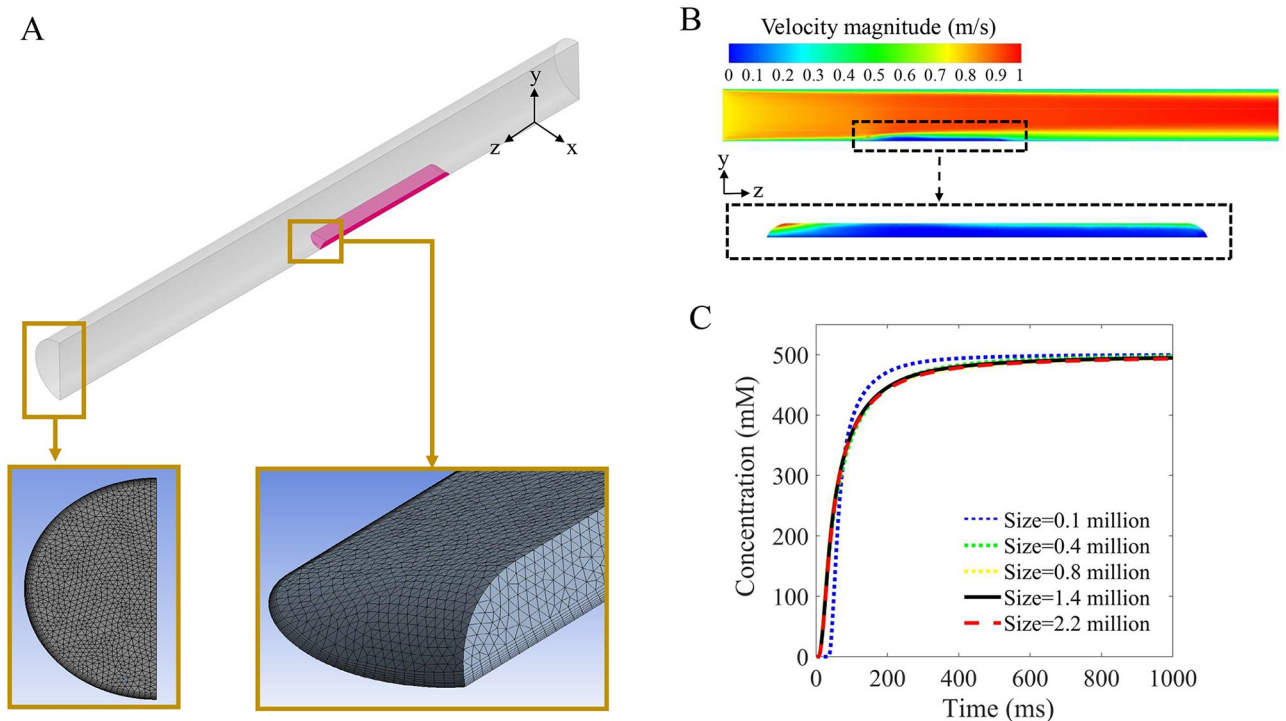 A
y
z
x
B
Velocity magnitude (m/s)
0 0.1 0.2 0.3 0.4 0.5 0.6 0.7 0.8 0.9 1
y
z
C
Concentration (mM)
500
400
300
200
100
0
Size=0.1 million
Size=0.4 million
Size=0.8 million
Size=1.4 million
Size=2.2 million
0 200 400 600 800 1000
Time (ms)